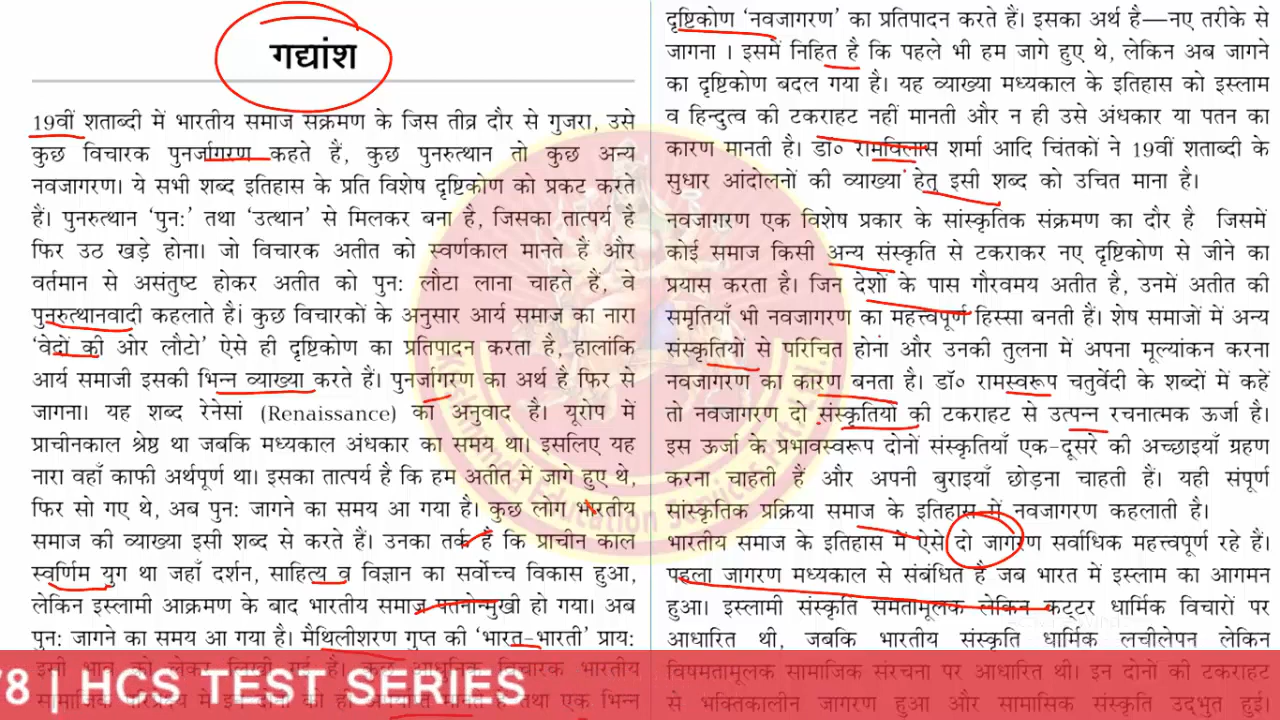 गद्यांश
19वीं शताब्दी में भारतीय समाज संक्रमण के जिस तीव्र दौर से गुजरा, उसे
कुछ विचारक पुनर्जागरण कहते हैं, कुछ पुनरुत्थान तो कुछ अन्य
नवजागरण। ये सभी शब्द इतिहास के प्रति विशेष दृष्टिकोण को प्रकट करते
हैं। पुनरुत्थान ‘पुन:’ तथा ‘उत्थान’ से मिलकर बना है, जिसका तात्पर्य है
फिर उठ खड़े होना। जो विचारक अतीत को स्वर्णकाल मानते हैं और
वर्तमान से असंतुष्ट होकर अतीत को पुन: लौटा लाना चाहते हैं, वे
पुनरुत्थानवादी कहलाते हैं। कुछ विचारकों के अनुसार आर्य समाज का नारा
‘वेदों की ओर लौटो’ ऐसे ही दृष्टिकोण का प्रतिपादन करता है, हालांकि
आर्य समाजी इसकी भिन्न व्याख्या करते हैं। पुनर्जागरण का अर्थ है फिर से
जागना। यह शब्द रेनेसां (Renaissance) का अनुवाद है। यूरोप में
प्राचीनकाल श्रेष्ठ था जबकि मध्यकाल अंधकार का समय था। इसलिए यह
नारा वहाँ काफी अर्थपूर्ण था। इसका तात्पर्य है कि हम अतीत में जागे हुए थे,
फिर सो गए थे, अब पुन: जागने का समय आ गया है। कुछ लोग भारतीय
समाज की व्याख्या इसी शब्द से करते हैं। उनका तर्क है कि प्राचीन काल
स्वर्णिम युग था जहाँ दर्शन, साहित्य व विज्ञान का सर्वोच्च विकास हुआ,
लेकिन इस्लामी आक्रमण के बाद भारतीय समाज पतनोन्मुखी हो गया। अब
पुन: जागने का समय आ गया है। मैथिलीशरण गुप्त की ‘भारत-भारती’ प्राय:
इसी भाव को लेकर लिखी गई है। कुछ आधुनिक विचारक भारतीय
सामाजिक परिप्रेक्ष्य में इन दोनों को ही अपर्याप्त मानते हैं तथा एक भिन्न
दृष्टिकोण ‘नवजागरण’ का प्रतिपादन करते हैं। इसका अर्थ है—नए तरीके से
जागना । इसमें निहित है कि पहले भी हम जागे हुए थे, लेकिन अब जागने
का दृष्टिकोण बदल गया है। यह व्याख्या मध्यकाल के इतिहास को इस्लाम
व हिन्दुत्व की टकराहट नहीं मानती और न ही उसे अंधकार या पतन का
कारण मानती है। डॉ० रामविलास शर्मा आदि चिंतकों ने 19वीं शताब्दी के
सुधार आंदोलनों की व्याख्या हेतु इसी शब्द को उचित माना है।
नवजागरण एक विशेष प्रकार के सांस्कृतिक संक्रमण का दौर है जिसमें
कोई समाज किसी अन्य संस्कृति से टकराकर नए दृष्टिकोण से जीने का
प्रयास करता है। जिन देशों के पास गौरवमय अतीत है, उनमें अतीत की
समृतियाँ भी नवजागरण का महत्त्वपूर्ण हिस्सा बनती हैं। शेष समाजों में अन्य
संस्कृतियों से परिचित होना और उनकी तुलना में अपना मूल्यांकन करना
नवजागरण का कारण बनता है। डॉ० रामस्वरूप चतुर्वेदी के शब्दों में कहें
तो नवजागरण दो संस्कृतियों की टकराहट से उत्पन्न रचनात्मक ऊर्जा है।
इस ऊर्जा के प्रभावस्वरूप दोनों संस्कृतियाँ एक-दूसरे की अच्छाइयाँ ग्रहण
करना चाहती हैं और अपनी बुराइयाँ छोड़ना चाहती हैं। यही संपूर्ण
सांस्कृतिक प्रक्रिया समाज के इतिहास में नवजागरण कहलाती है।
भारतीय समाज के इतिहास में ऐसे दो जागरण सर्वाधिक महत्त्वपूर्ण रहे हैं।
पहला जागरण मध्यकाल से संबंधित है जब भारत में इस्लाम का आगमन
हुआ। इस्लामी संस्कृति समतामूलक लेकिन कट्टर धार्मिक विचारों पर
आधारित थी, जबकि भारतीय संस्कृति धार्मिक लचीलेपन लेकिन
विषमतामूलक सामाजिक संरचना पर आधारित थी। इन दोनों की टकराहट
से भक्तिकालीन जागरण हुआ और सामासिक संस्कृति उद्भुत हुई।
78 | HCS TEST SERIES